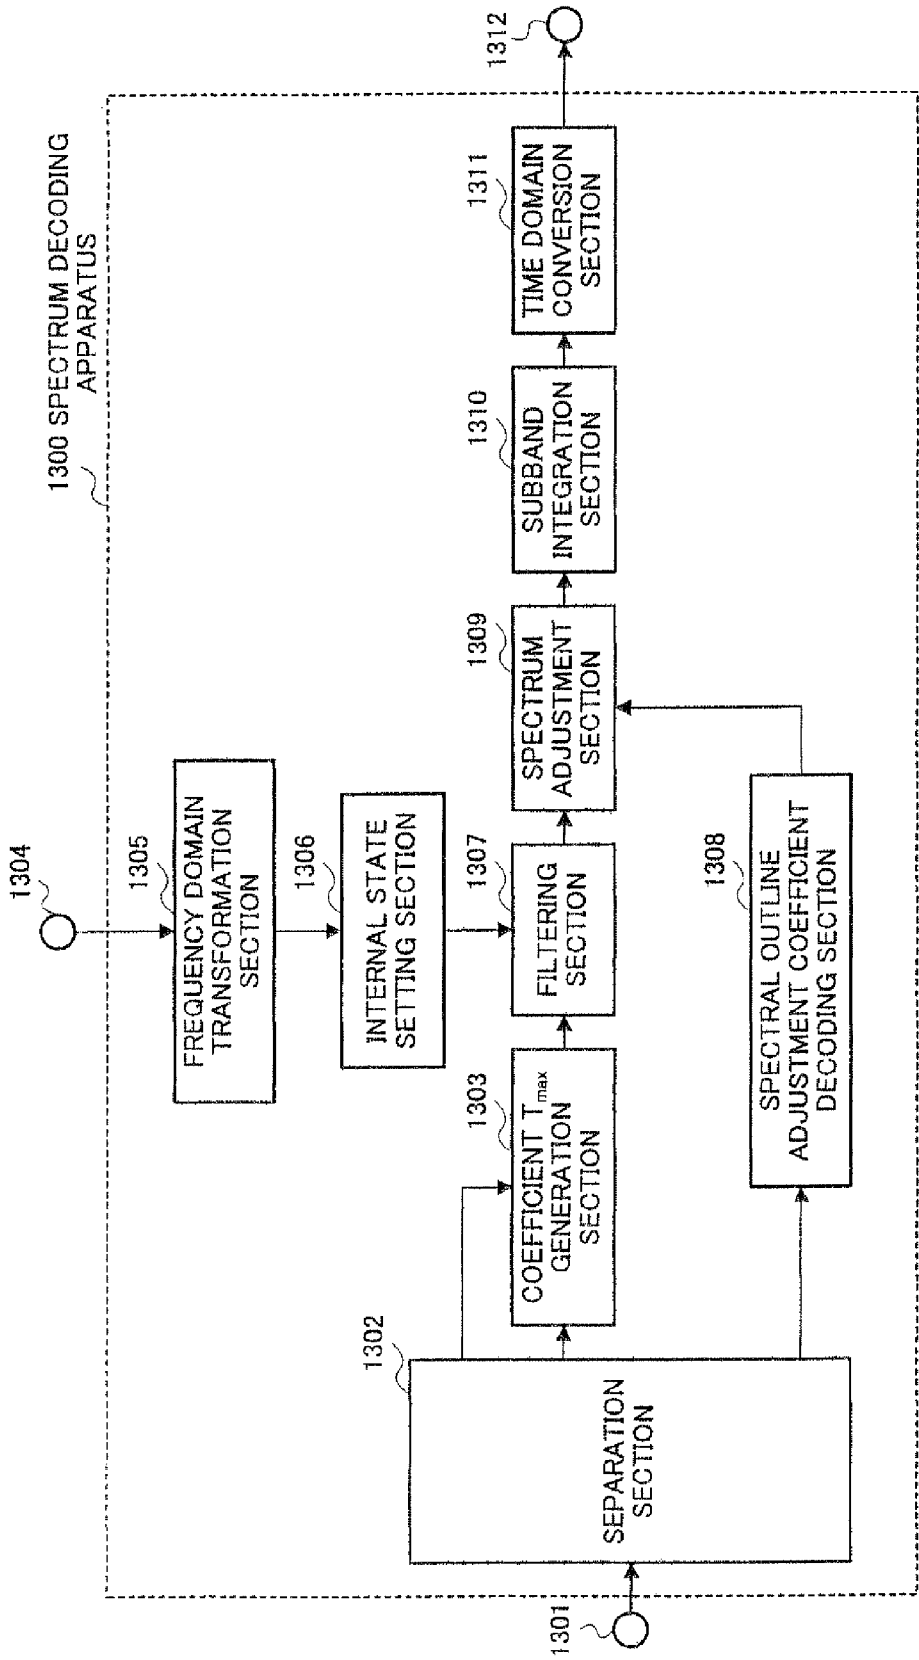 1300 SPECTRUM DECODING
APPARATUS
1304
1305
FREQUENCY DOMAIN
TRANSFORMATION
SECTION
1306
INTERNAL STATE
SETTING SECTION
1301
1302
SEPARATION
SECTION
1303
COEFFICIENT Tmax
GENERATION
SECTION
1307
FILTERING
SECTION
1309
SPECTRUM
ADJUSTMENT
SECTION
1310
SUBBAND
INTEGRATION
SECTION
1311
TIME DOMAIN
CONVERSION
SECTION
1312
1308
SPECTRAL OUTLINE
ADJUSTMENT COEFFICIENT
DECODING SECTION